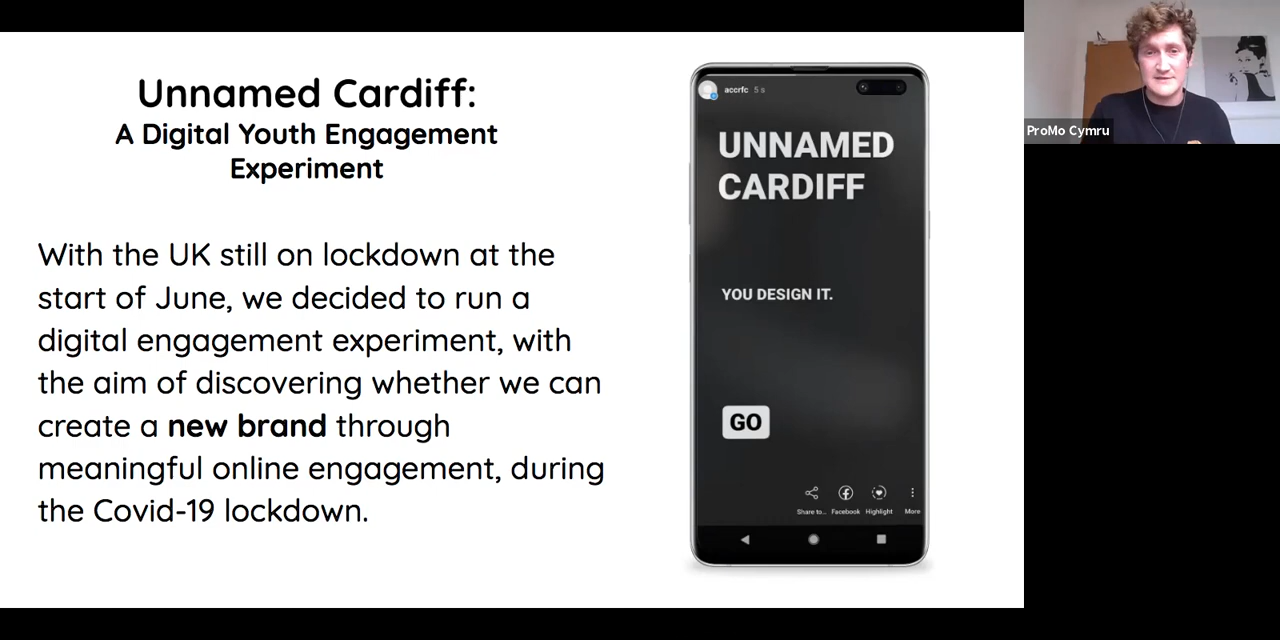 Unnamed Cardiff:
A Digital Youth Engagement
Experiment
With the UK still on lockdown at the
start of June, we decided to run a
digital engagement experiment, with
the aim of discovering whether we can
create a new brand through
meaningful online engagement, during
the Covid-19 lockdown.
accrfc 5 s
UNNAMED
CARDIFF
YOU DESIGN IT.
GO
Share to... Facebook Highlight More
ProMo Cymru